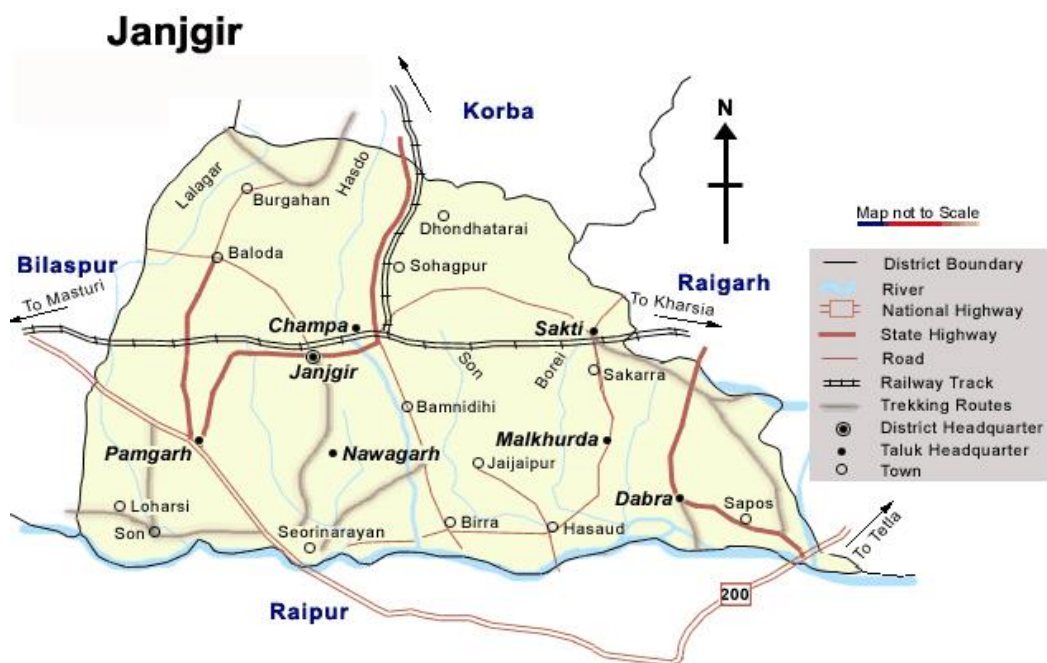 Janjgir
Korba
N
Lalagar
Hasdo
Burgahan
Dhondhatarai
Map not to Scale
Bilaspur
Baloda
Sohagpur
Raigarh
To Masturi
To Kharsia
Champa
Sakti
Janjgir
Son
Borei
Sakarra
Bamnidihi
Pamgarh
Nawagarh
Malkhurda
Jaijaipur
Loharsi
Dabra
Sapos
Son
Seorinarayan
Birra
Hasaud
To Tetla
Raipur
200
District Boundary
River
National Highway
State Highway
Road
Railway Track
Trekking Routes
District Headquarter
Taluk Headquarter
Town